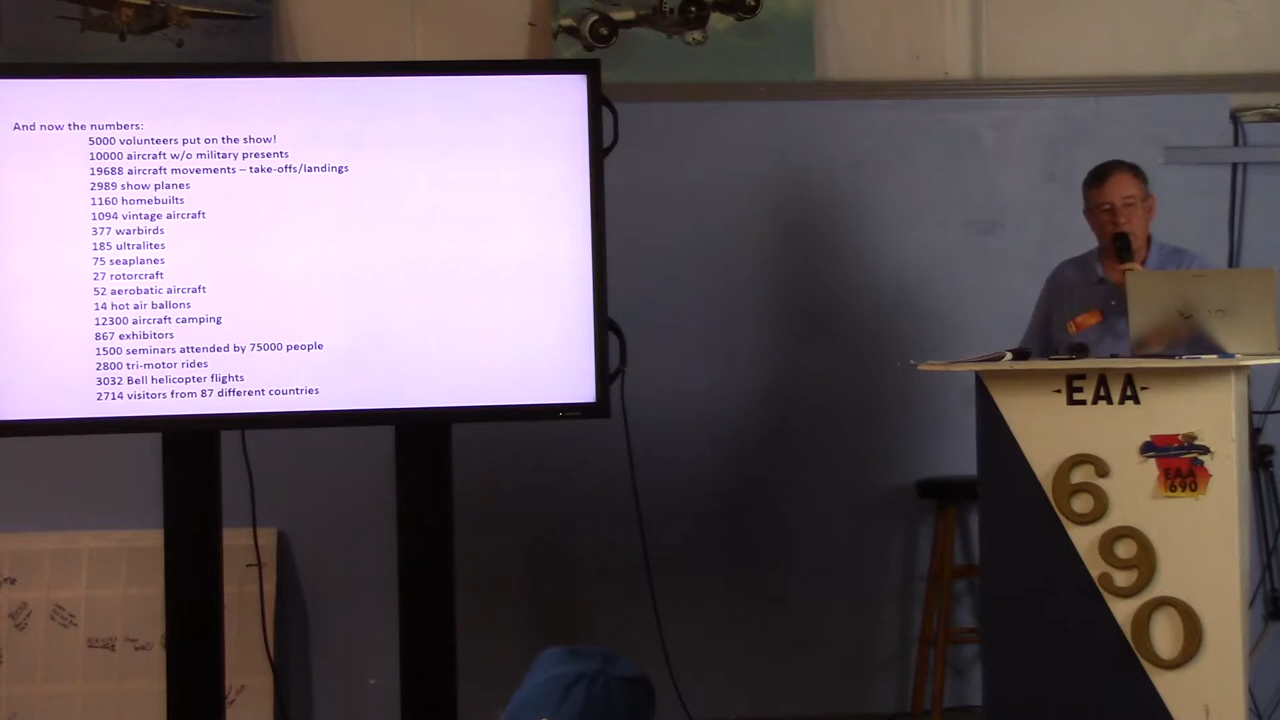 And now the numbers:
5000 volunteers put on the show!
10000 aircraft w/o military presents
19688 aircraft movements – take-offs/landings
2989 show planes
1160 homebuilts
1094 vintage aircraft
377 warbirds
185 ultralites
75 seaplanes
27 rotorcraft
52 aerobatic aircraft
14 hot air ballons
12300 aircraft camping
867 exhibitors
1500 seminars attended by 75000 people
2800 tri-motor rides
3032 Bell helicopter flights
2714 visitors from 87 different countries
-EAA-
690
EAA
690